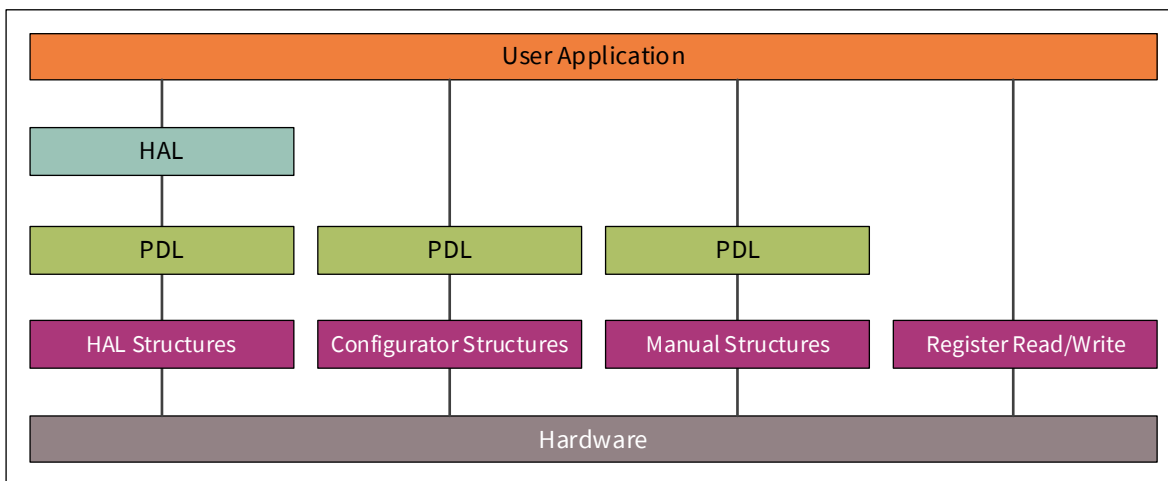 User Application
HAL
PDL
PDL
PDL
HAL Structures
Configurator Structures
Manual Structures
Register Read/Write
Hardware